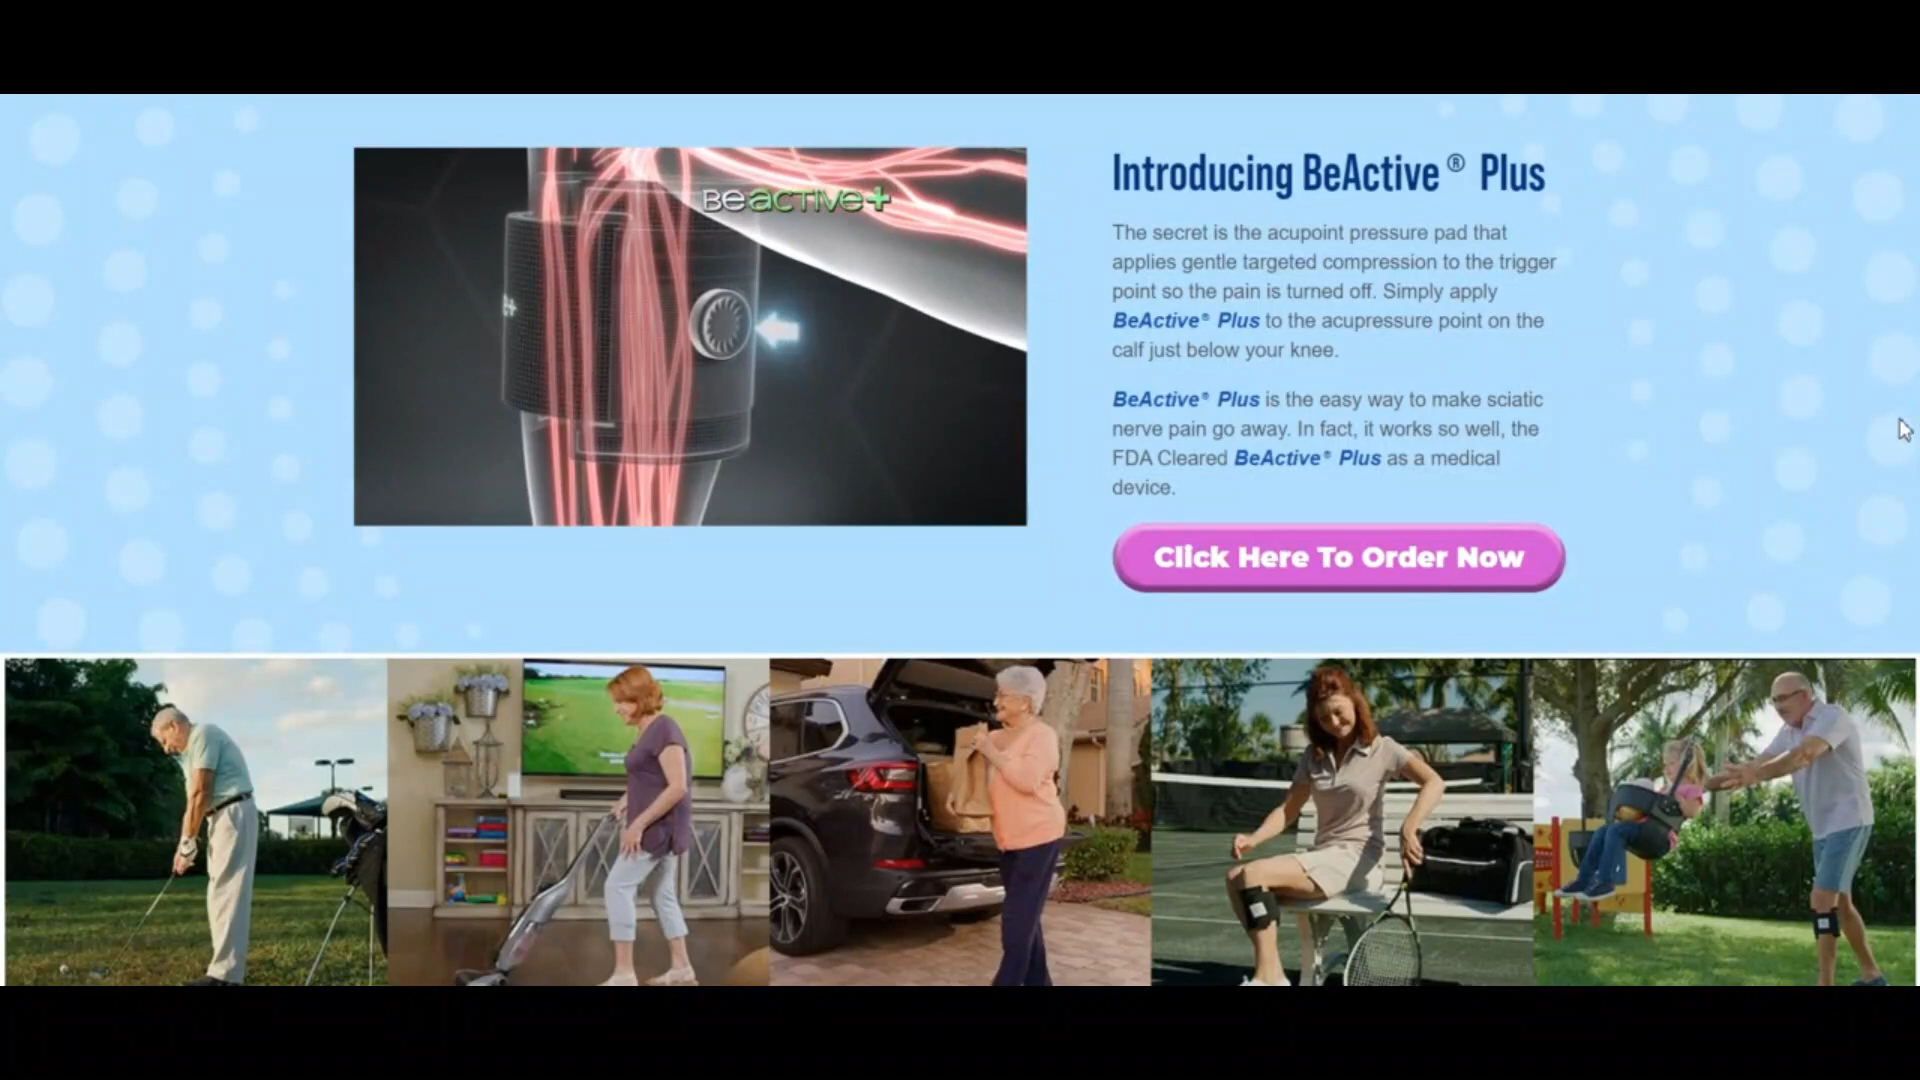 BEACTIVE+
e+
Introducing BeActive® Plus
The secret is the acupoint pressure pad that
applies gentle targeted compression to the trigger
point so the pain is turned off. Simply apply
BeActive® Plus to the acupressure point on the
calf just below your knee.
BeActive® Plus is the easy way to make sciatic
nerve pain go away. In fact, it works so well, the
FDA Cleared BeActive® Plus as a medical
device.
Click Here To Order Now